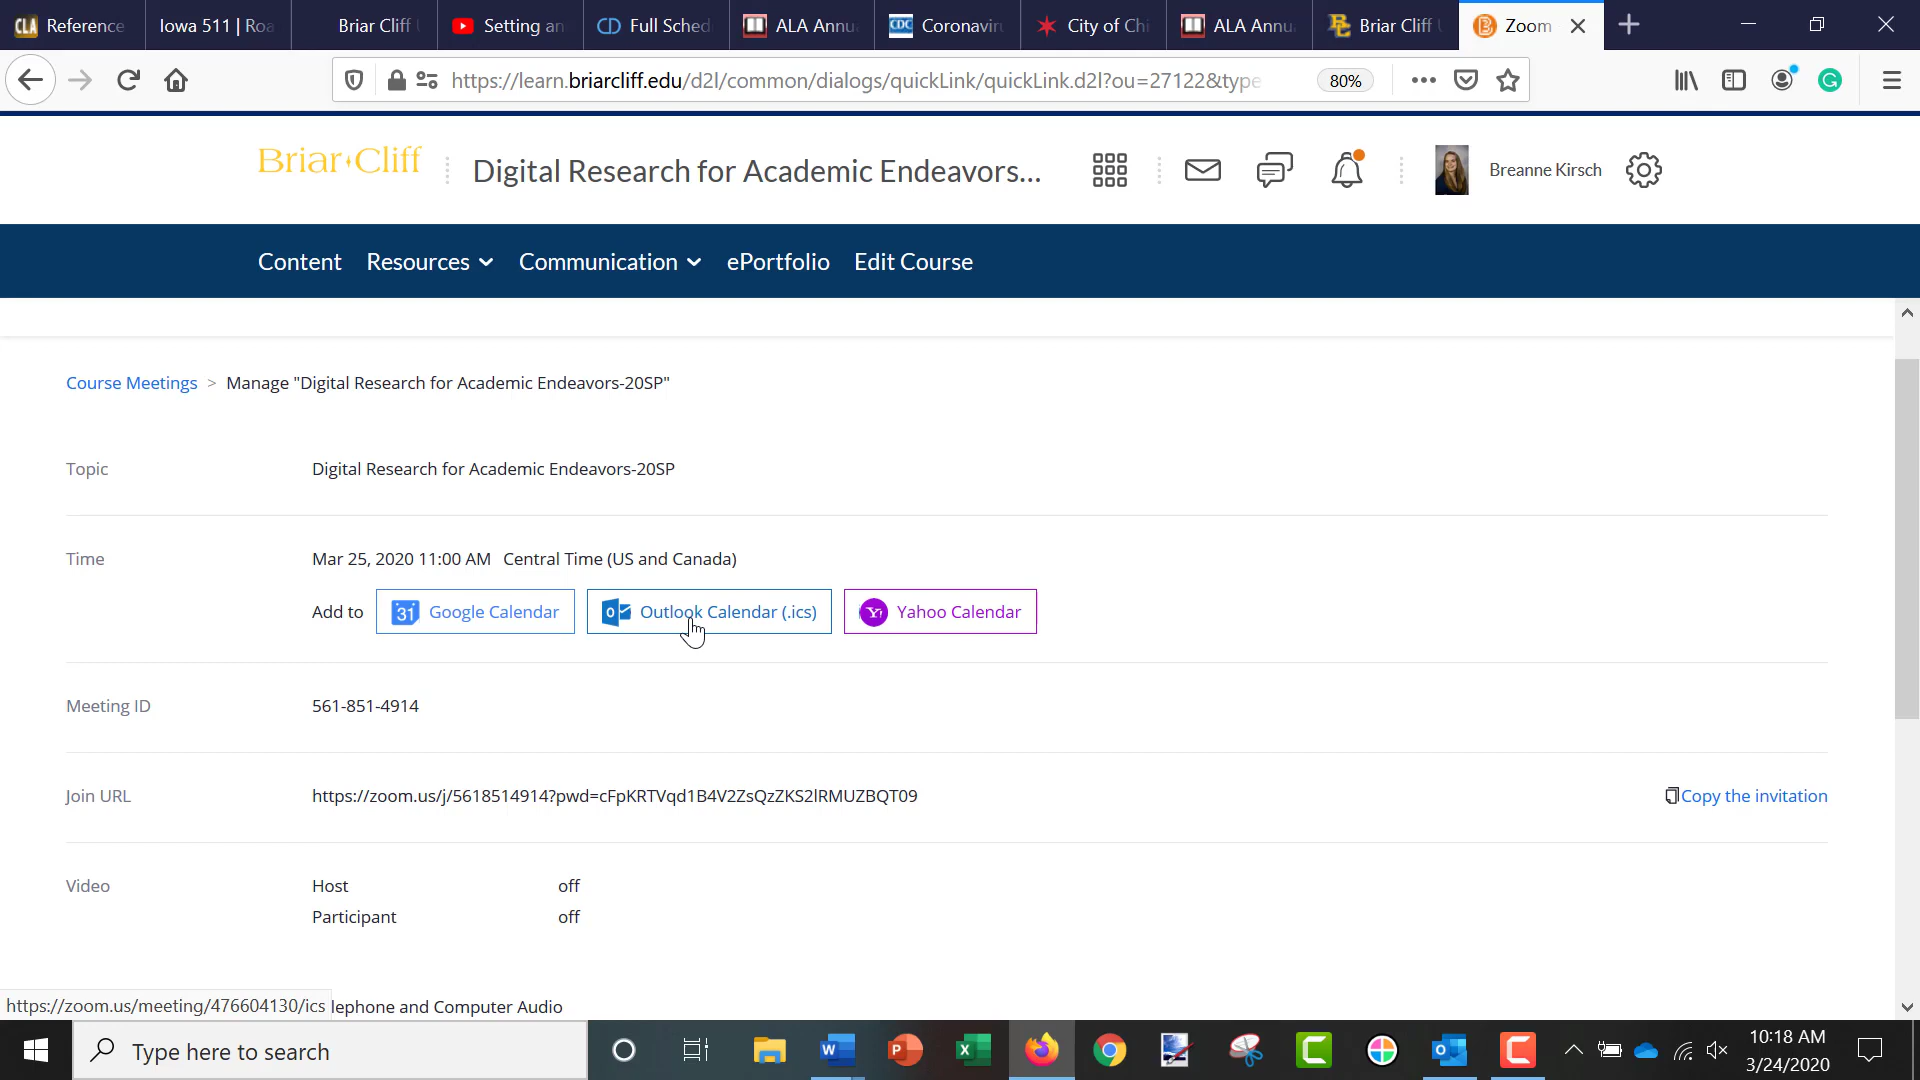 Reference
Iowa 511 | Roa
Briar Cliff
Setting an
Full Sched
ALA Annu
Coronaviru
City of Chi
ALA Annu
Briar Cliff U
Zoom
https://learn.briarcliff.edu/d2l/common/dialogs/quickLink/quickLink.d2l?ou=27122&type
80%
Briar Cliff
Digital Research for Academic Endeavors...
Breanne Kirsch
Content
Resources
Communication
ePortfolio
Edit Course
Course Meetings > Manage "Digital Research for Academic Endeavors-20SP"
Topic
Digital Research for Academic Endeavors-20SP
Time
Mar 25, 2020 11:00 AM Central Time (US and Canada)
Add to
31 Google Calendar
Outlook Calendar (.ics)
Yahoo Calendar
Meeting ID
561-851-4914
Join URL
https://zoom.us/j/5618514914?pwd=cFpKRTVqd1B4V2ZsQzZKS2lRMUZBQT09
Copy the invitation
Video
Host off
Participant off
https://zoom.us/meeting/476604130/ics
lephone and Computer Audio
Type here to search
10:18 AM
3/24/2020